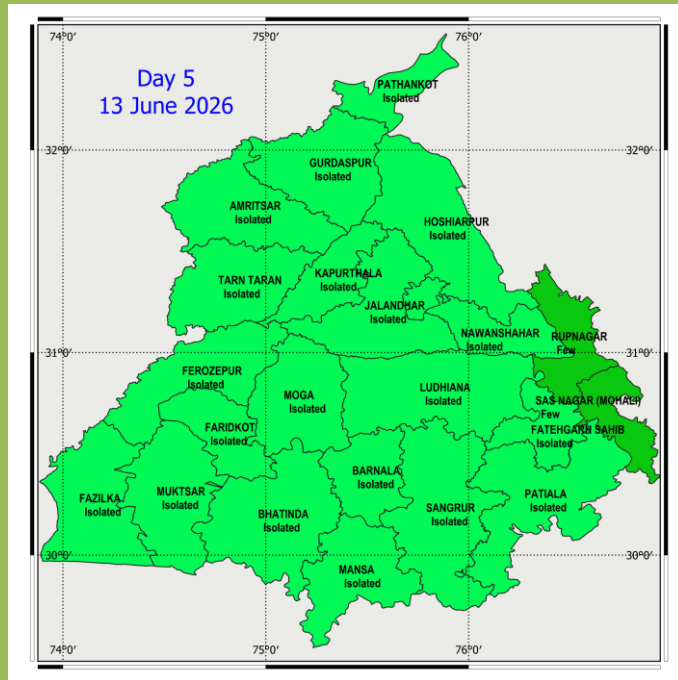 74°0'
75°0'
76°0'
Day 5
13 June 2026
PATHANKOT
Isolated
32°0'
32°0'
GURDASPUR
Isolated
AMRITSAR
Isolated
HOSHIARPUR
Isolated
TARN TARAN
Isolated
KAPURTHALA
Isolated
JALANDHAR
Isolated
NAWANSHAHAR
Isolated
RUPNAGAR
Few
31°0'
31°0'
FEROZEPUR
Isolated
MOGA
Isolated
LUDHIANA
Isolated
SAS NAGAR (MOHALI)
Few
FARIDKOT
Isolated
FATEHGARH SAHIB
Isolated
FAZILKA
Isolated
MUKTSAR
Isolated
BARNALA
Isolated
BHATINDA
Isolated
SANGRUR
Isolated
PATIALA
Isolated
30°0'
30°0'
MANSA
Isolated
74°0'
75°0'
76°0'